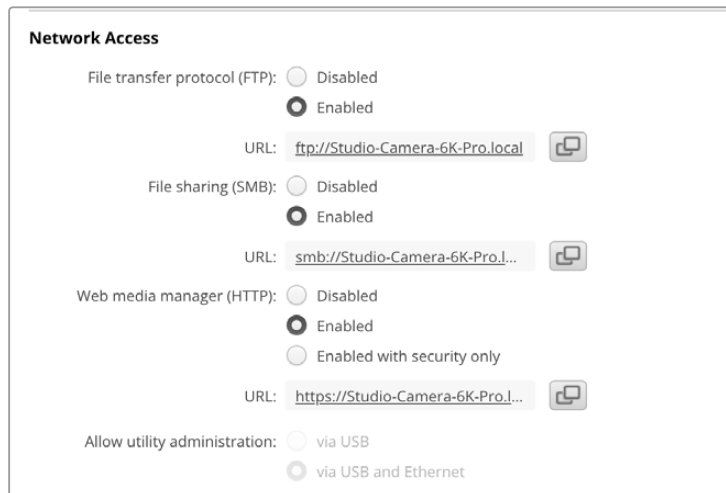 Network Access
File transfer protocol (FTP): Disabled
Enabled
URL: ftp://Studio-Camera-6K-Pro.local
File sharing (SMB): Disabled
Enabled
URL: smb://Studio-Camera-6K-Pro.l...
Web media manager (HTTP): Disabled
Enabled
Enabled with security only
URL: https://Studio-Camera-6K-Pro.l...
Allow utility administration: via USB
via USB and Ethernet